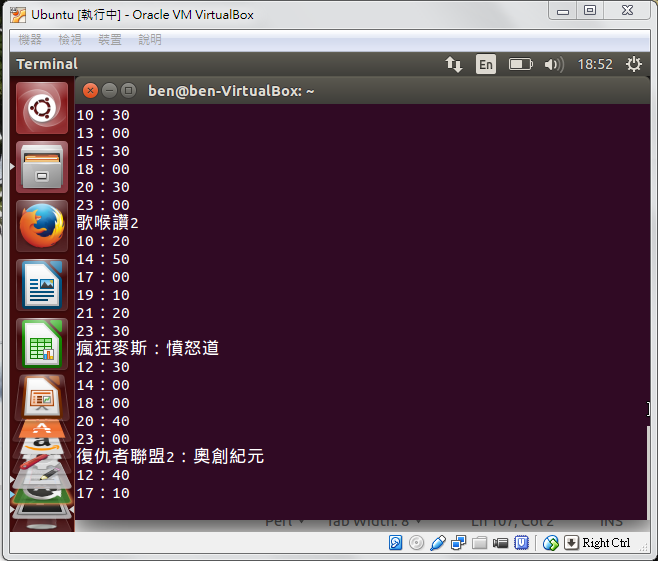 Ubuntu [執行中] - Oracle VM VirtualBox
機器 檢視 裝置 說明
Terminal En 18:52
ben@ben-VirtualBox: ~
10：30
13：00
15：30
18：00
20：30
23：00
歌喉讚2
10：20
14：50
17：00
19：10
21：20
23：30
瘋狂麥斯：憤怒道
12：30
14：00
18：00
20：40
23：00
復仇者聯盟2：奧創紀元
12：40
17：10
Perl Tab Width: 8 Ln 107, Col 2 INS
Right Ctrl